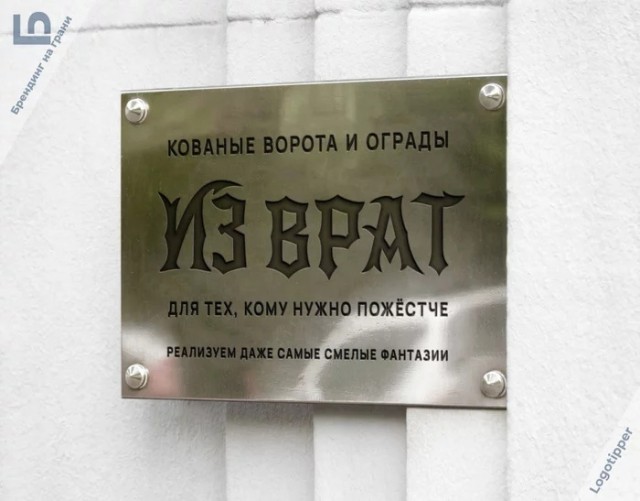 Брендинг на грани
КОВАНЫЕ ВОРОТА И ОГРАДЫ
ИЗ ВРАТ
ДЛЯ ТЕХ, КОМУ НУЖНО ПОЖЁСТЧЕ
РЕАЛИЗУЕМ ДАЖЕ САМЫЕ СМЕЛЫЕ ФАНТАЗИИ
Logotipper